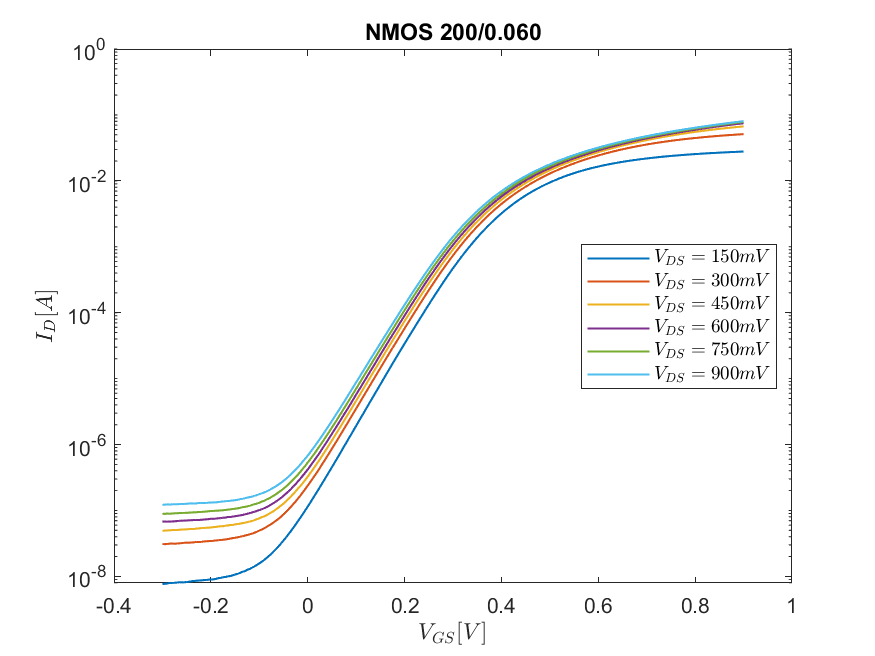 NMOS 200/0.060
10^0
10^-2
10^-4
10^-6
10^-8
I_D[A]
V_DS = 150mV
V_DS = 300mV
V_DS = 450mV
V_DS = 600mV
V_DS = 750mV
V_DS = 900mV
-0.4 -0.2 0 0.2 0.4 0.6 0.8 1
V_GS[V]